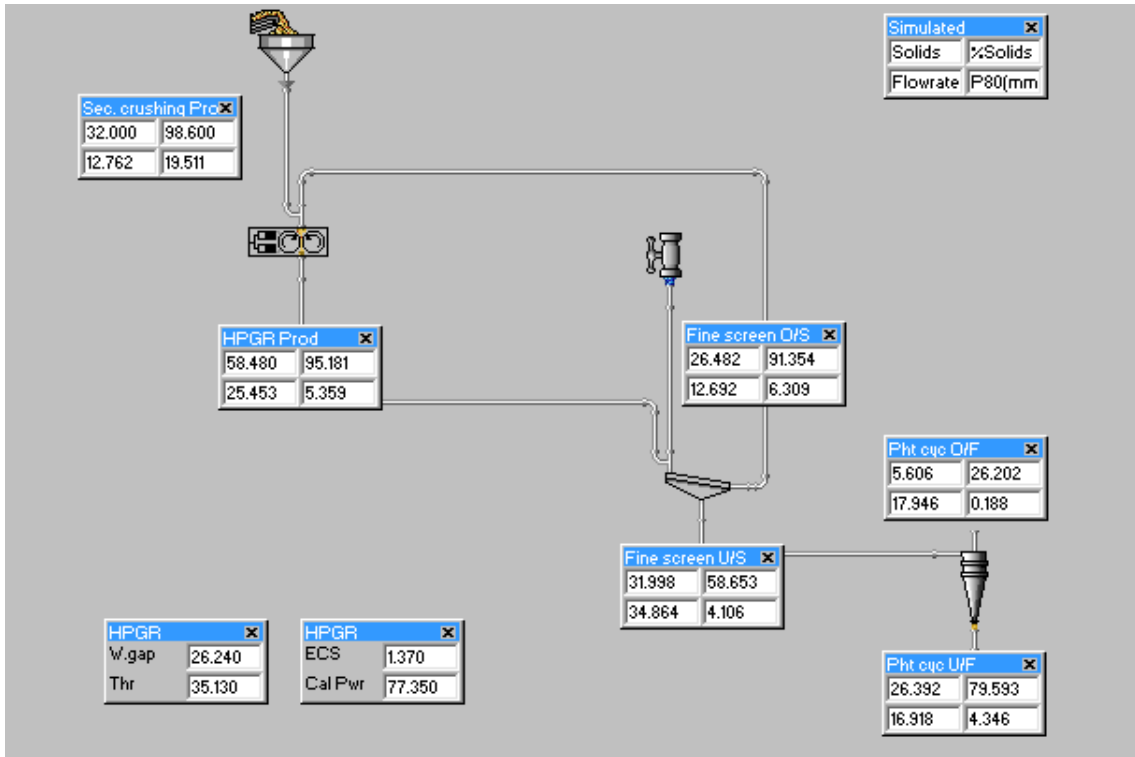 Simulated
Solids %Solids
Flowrate P80(mm
Sec. crushing Pro
32.000 98.600
12.762 19.511
HPGR Prod
58.480 95.181
25.453 5.359
Fine screen O/S
26.482 91.354
12.692 6.309
Pht cyc O/F
5.606 26.202
17.946 0.188
Fine screen U/S
31.998 58.653
34.864 4.106
HPGR
W.gap 26.240
Thr 35.130
HPGR
ECS 1.370
Cal Pwr 77.350
Pht cyc U/F
26.392 79.593
16.918 4.346